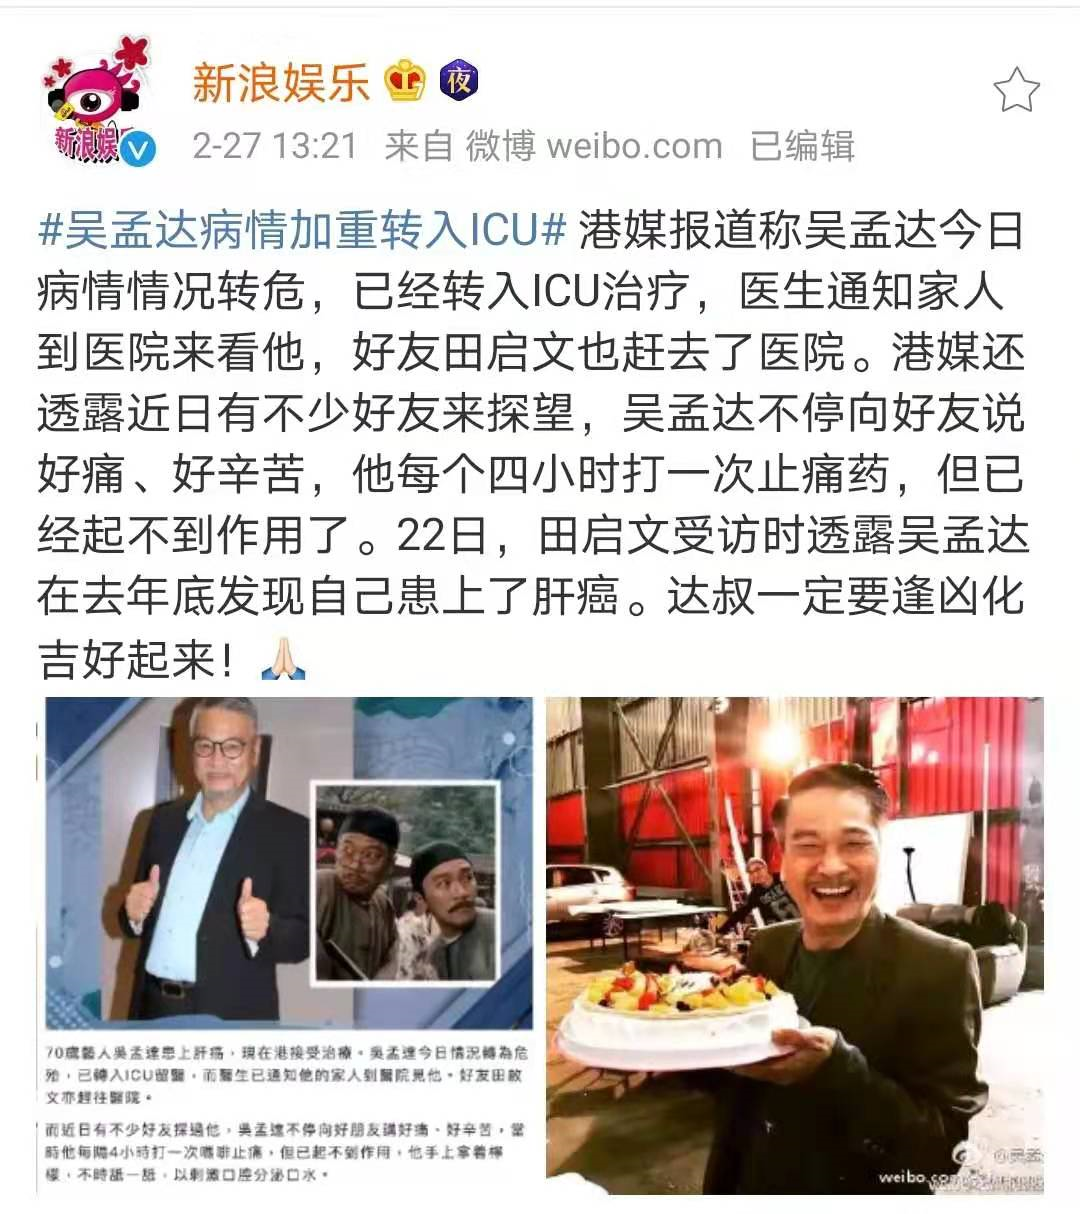 新浪娱乐
夜
新浪娱
2-27 13:21 来自 微博 weibo.com 已编辑
#吴孟达病情加重转入ICU# 港媒报道称吴孟达今日
病情情况转危，已经转入ICU治疗，医生通知家人
到医院来看他，好友田启文也赶去了医院。港媒还
透露近日有不少好友来探望，吴孟达不停向好友说
好痛、好辛苦，他每个四小时打一次止痛药，但已
经起不到作用了。22日，田启文受访时透露吴孟达
在去年底发现自己患上了肝癌。达叔一定要逢凶化
吉好起来！🙏🏻
70歲藝人吳孟達患上肝癌，現在港接受治療。吳孟達今日情況轉為危
殆，已轉入ICU留醫，而醫生已通知他的家人到醫院見他。好友田啟
文亦趕往醫院。
而近日有不少好友探過他，吳孟達不停向好朋友講好痛、好辛苦，當
時他每隔4小時打一次嗎啡止痛，但已起不到作用，他手上拿着檸
檬，不時舐一舐，以刺激口腔分泌口水。
weibo.com